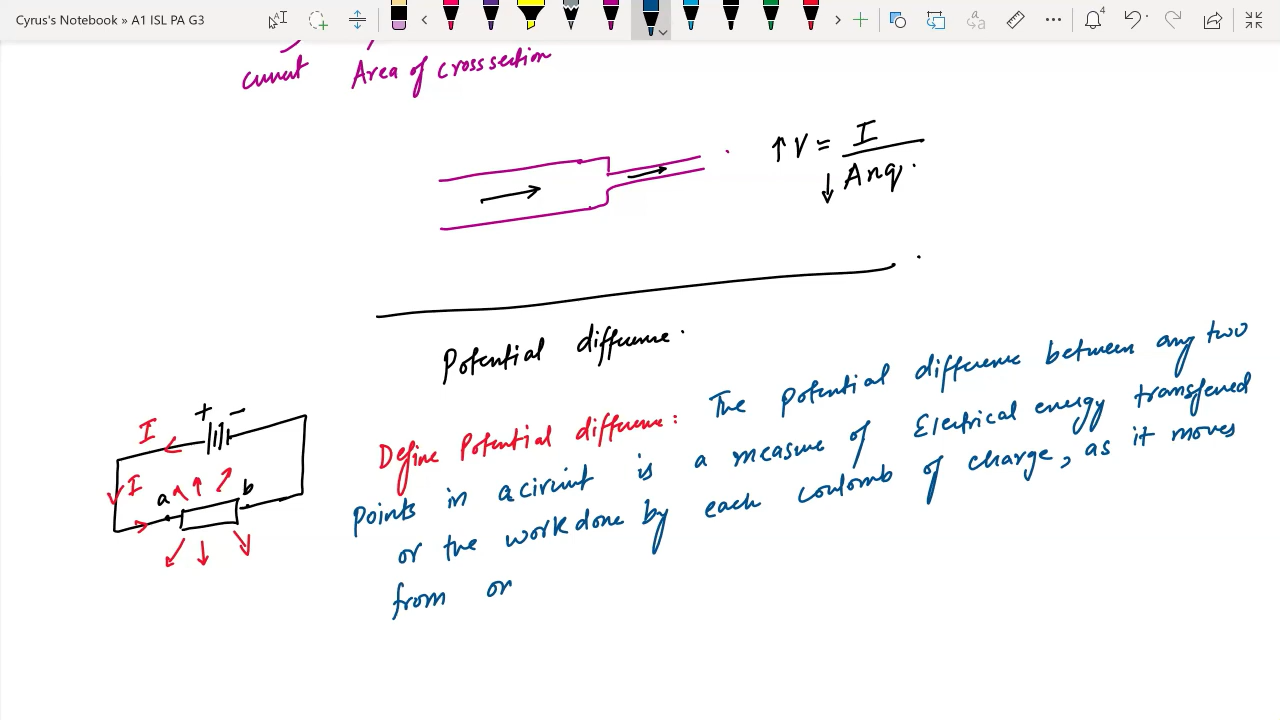 Cyrus's Notebook » A1 ISL PA G3
4
current Area of cross section
↑ V = I / Anq.
↓
Potential difference.
Define Potential difference: The potential difference between any two
points in a circuit is a measure of Electrical energy transferred
or the work done by each coulomb of charge, as it moves
from or
+ -
I
I
a b